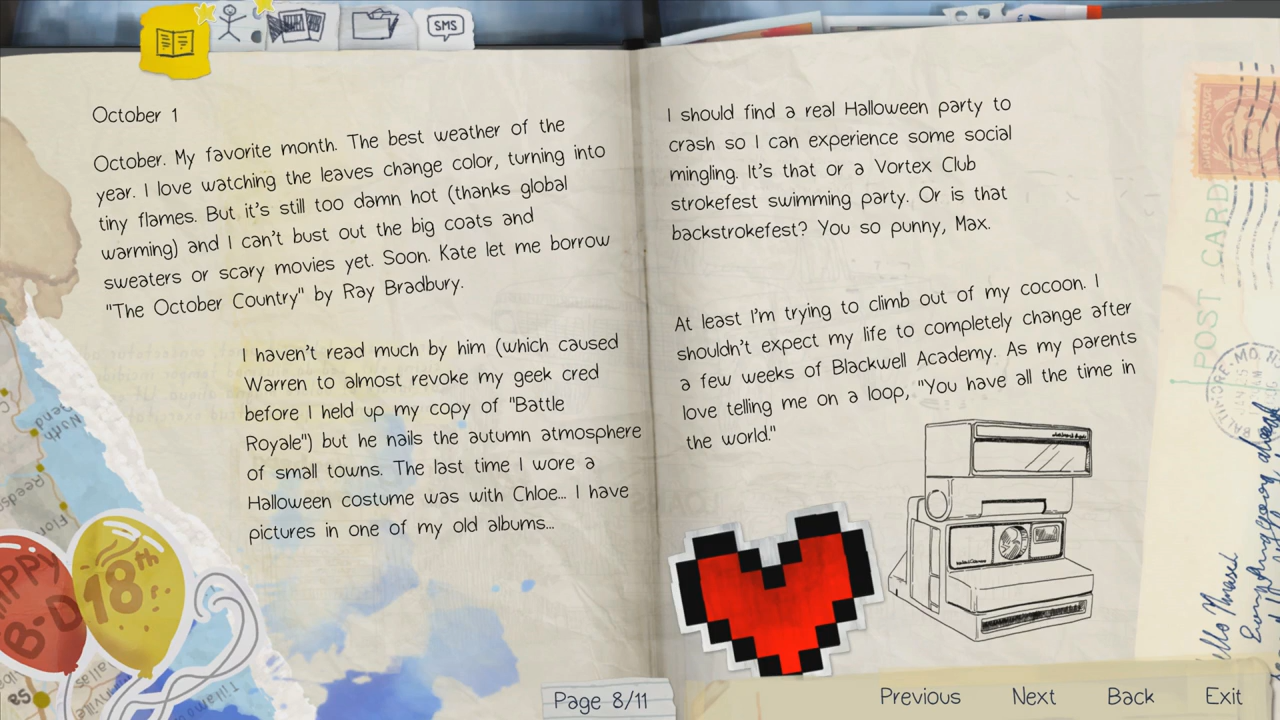 SMS
October 1
October. My favorite month. The best weather of the
year. I love watching the leaves change color, turning into
tiny flames. But it's still too damn hot (thanks global
warming) and I can't bust out the big coats and
sweaters or scary movies yet. Soon. Kate let me borrow
"The October Country" by Ray Bradbury.
I haven't read much by him (which caused
Warren to almost revoke my geek cred
before I held up my copy of "Battle
Royale") but he nails the autumn atmosphere
of small towns. The last time I wore a
Halloween costume was with Chloe... I have
pictures in one of my old albums...
I should find a real Halloween party to
crash so I can experience some social
mingling. It's that or a Vortex Club
strokefest swimming party. Or is that
backstrokefest? You so punny, Max.
At least I'm trying to climb out of my cocoon. I
shouldn't expect my life to completely change after
a few weeks of Blackwell Academy. As my parents
love telling me on a loop, "You have all the time in
the world."
18th
B-D
POST CARD
North
Bend
Page 8/11
Previous
Next
Back
Exit